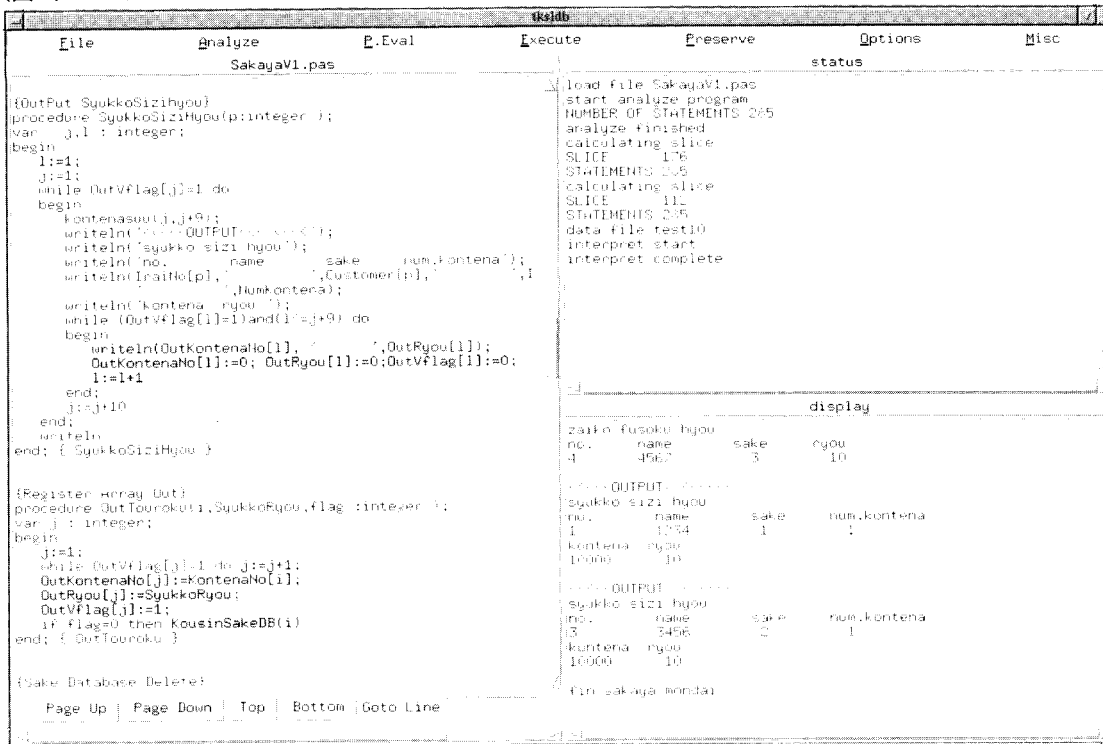 tksldb
File Analyze P.Eval Execute Preserve Options Misc
SakayaV1.pas
{OutPut SyukkoSizihyou}
procedure SyukkoSiziHyou(p:integer );
var j,l : integer;
begin
l:=1;
j:=1;
while OutVflag[j]=1 do
begin
kontenasuu(j,j+9);
writeln('OUTPUT');
writeln('syukko sizi hyou');
writeln('no. name sake num.kontena');
writeln(IraiNo[p],' ',Customer[p],' ',I
' ',Numkontena);
writeln('kontena ryou ');
while (OutVflag[l]=1)and(l<=j+9) do
begin
writeln(OutKontenaNo[l], ' ',OutRyou[l]);
OutKontenaNo[l]:=0; OutRyou[l]:=0;OutVflag[l]:=0;
l:=l+1
end;
j:=j+10
end;
writeln
end; { SyukkoSiziHyou }
{Register Array Out}
procedure OutTouroku(i,SyukkoRyou,flag :integer );
var j : integer;
begin
j:=1;
while OutVflag[j]=1 do j:=j+1;
OutKontenaNo[j]:=KontenaNo[i];
OutRyou[j]:=SyukkoRyou;
OutVflag[j]:=1;
if flag=0 then KousinSakeDB(i)
end; { OutTouroku }
{Sake Database Delete}
Page Up Page Down Top Bottom Goto Line
status
load file SakayaV1.pas
start analyze program
NUMBER OF STATEMENTS 265
analyze finished
calculating slice
SLICE 176
STATEMENTS
calculating slice
SLICE 111
STATEMENTS
data file test10
interpret start
interpret complete
display
zaiko fusoku hyou
no. name sake ryou
4 4567 3 10
OUTPUT
syukko sizi hyou
no. name sake num.kontena
1 1234 1 1
kontena ryou
10000 10
OUTPUT
syukko sizi hyou
no. name sake num.kontena
3 3456 2 1
kontena ryou
10000 10
fin sakaya mondai